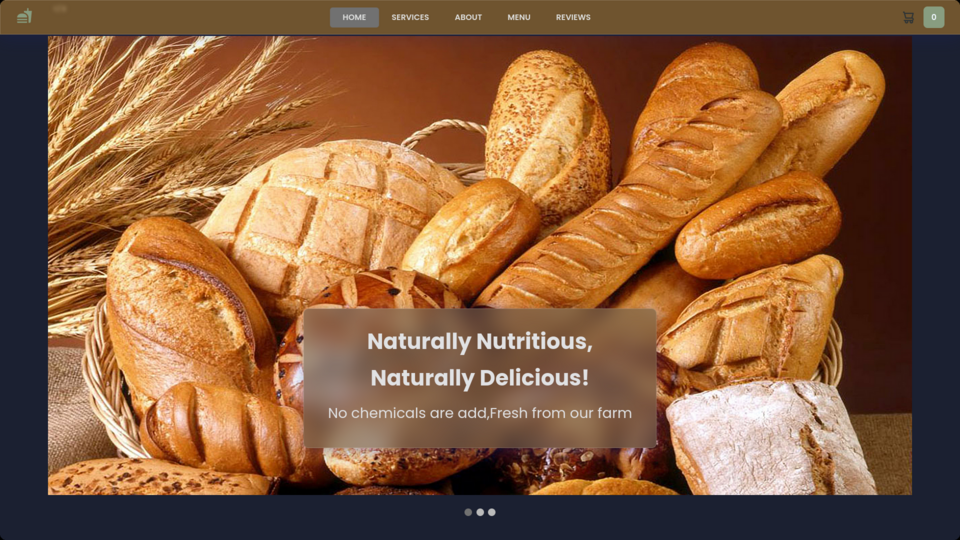 HOME
SERVICES
ABOUT
MENU
REVIEWS
0
Naturally Nutritious,
Naturally Delicious!
No chemicals are add,Fresh from our farm